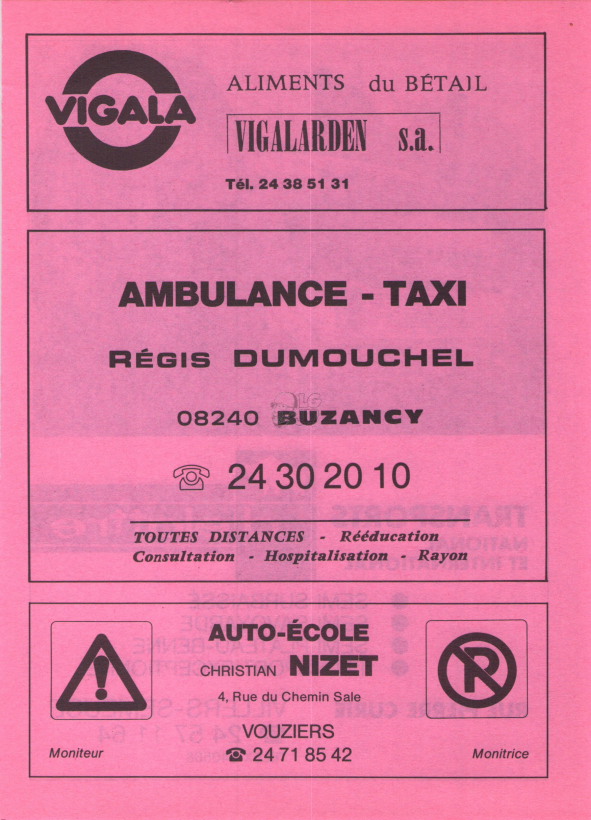 VIGALA
ALIMENTS du BÉTAIL
VIGALARDEN s.a.
Tél. 24 38 51 31
AMBULANCE - TAXI
RÉGIS DUMOUCHEL
08240 BUZANCY
☎ 24 30 20 10
TOUTES DISTANCES - Rééducation
Consultation - Hospitalisation - Rayon
AUTO-ÉCOLE
CHRISTIAN NIZET
4, Rue du Chemin Sale
VOUZIERS
☎ 24 71 85 42
Moniteur
Monitrice
P